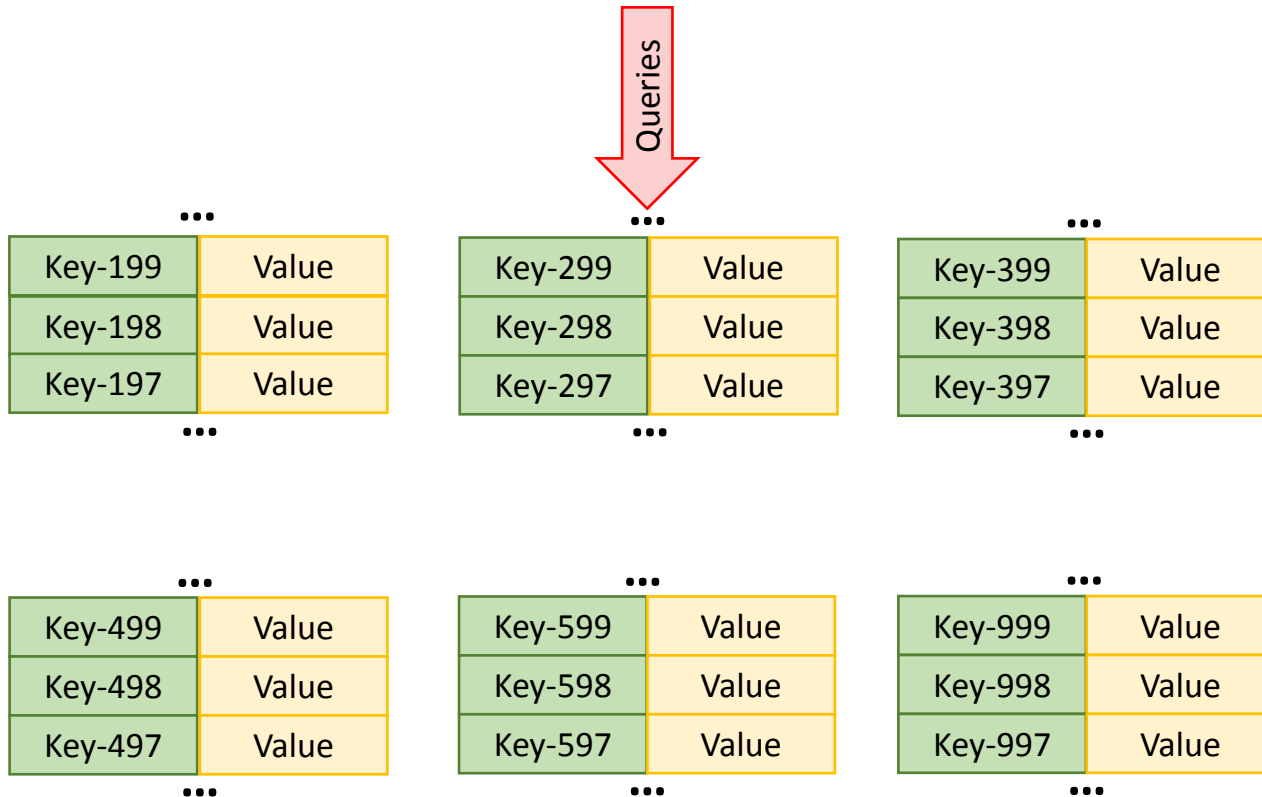 Queries
... ... ...
Key-199 Value Key-299 Value Key-399 Value
Key-198 Value Key-298 Value Key-398 Value
Key-197 Value Key-297 Value Key-397 Value
... ... ...
... ... ...
Key-499 Value Key-599 Value Key-999 Value
Key-498 Value Key-598 Value Key-998 Value
Key-497 Value Key-597 Value Key-997 Value
... ... ...